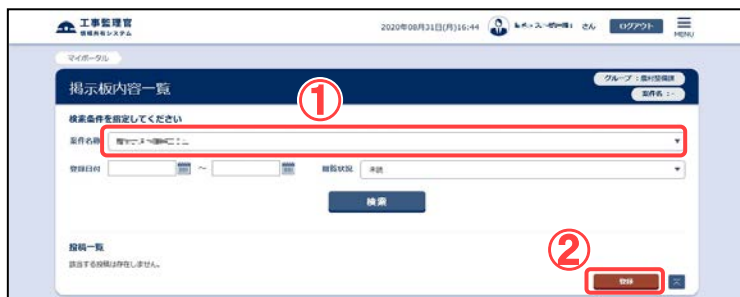 工事監理官
情報共有システム
2020年08月31日(月)16:44
さん
ログアウト
MENU
マイポータル
掲示板内容一覧
グループ :
案件名 : -
①
検索条件を指定してください
案件名称
登録日付
～
閲覧状況
未読
検索
投稿一覧
該当する投稿は存在しません。
②
登録